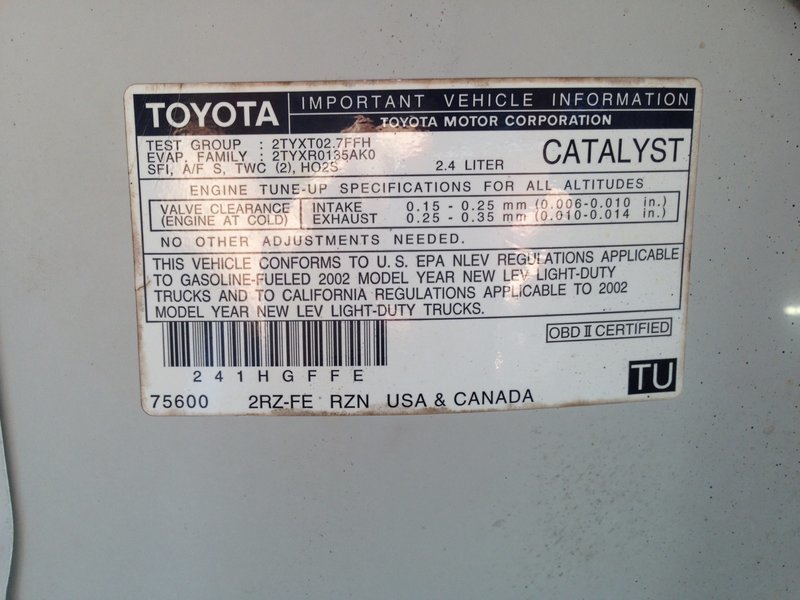 TOYOTA
IMPORTANT VEHICLE INFORMATION
TOYOTA MOTOR CORPORATION
TEST GROUP : 2TYXT02.7FFH
EVAP. FAMILY : 2TYXR0135AK0
SFI, A/F S, TWC (2), HO2S
2.4 LITER
CATALYST
ENGINE TUNE-UP SPECIFICATIONS FOR ALL ALTITUDES
VALVE CLEARANCE
(ENGINE AT COLD)
INTAKE 0.15 - 0.25 mm (0.006-0.010 in.)
EXHAUST 0.25 - 0.35 mm (0.010-0.014 in.)
NO OTHER ADJUSTMENTS NEEDED.
THIS VEHICLE CONFORMS TO U.S. EPA NLEV REGULATIONS APPLICABLE
TO GASOLINE-FUELED 2002 MODEL YEAR NEW LEV LIGHT-DUTY
TRUCKS AND TO CALIFORNIA REGULATIONS APPLICABLE TO 2002
MODEL YEAR NEW LEV LIGHT-DUTY TRUCKS.
OBD II CERTIFIED
241HGFFE
TU
75600 2RZ-FE RZN USA & CANADA